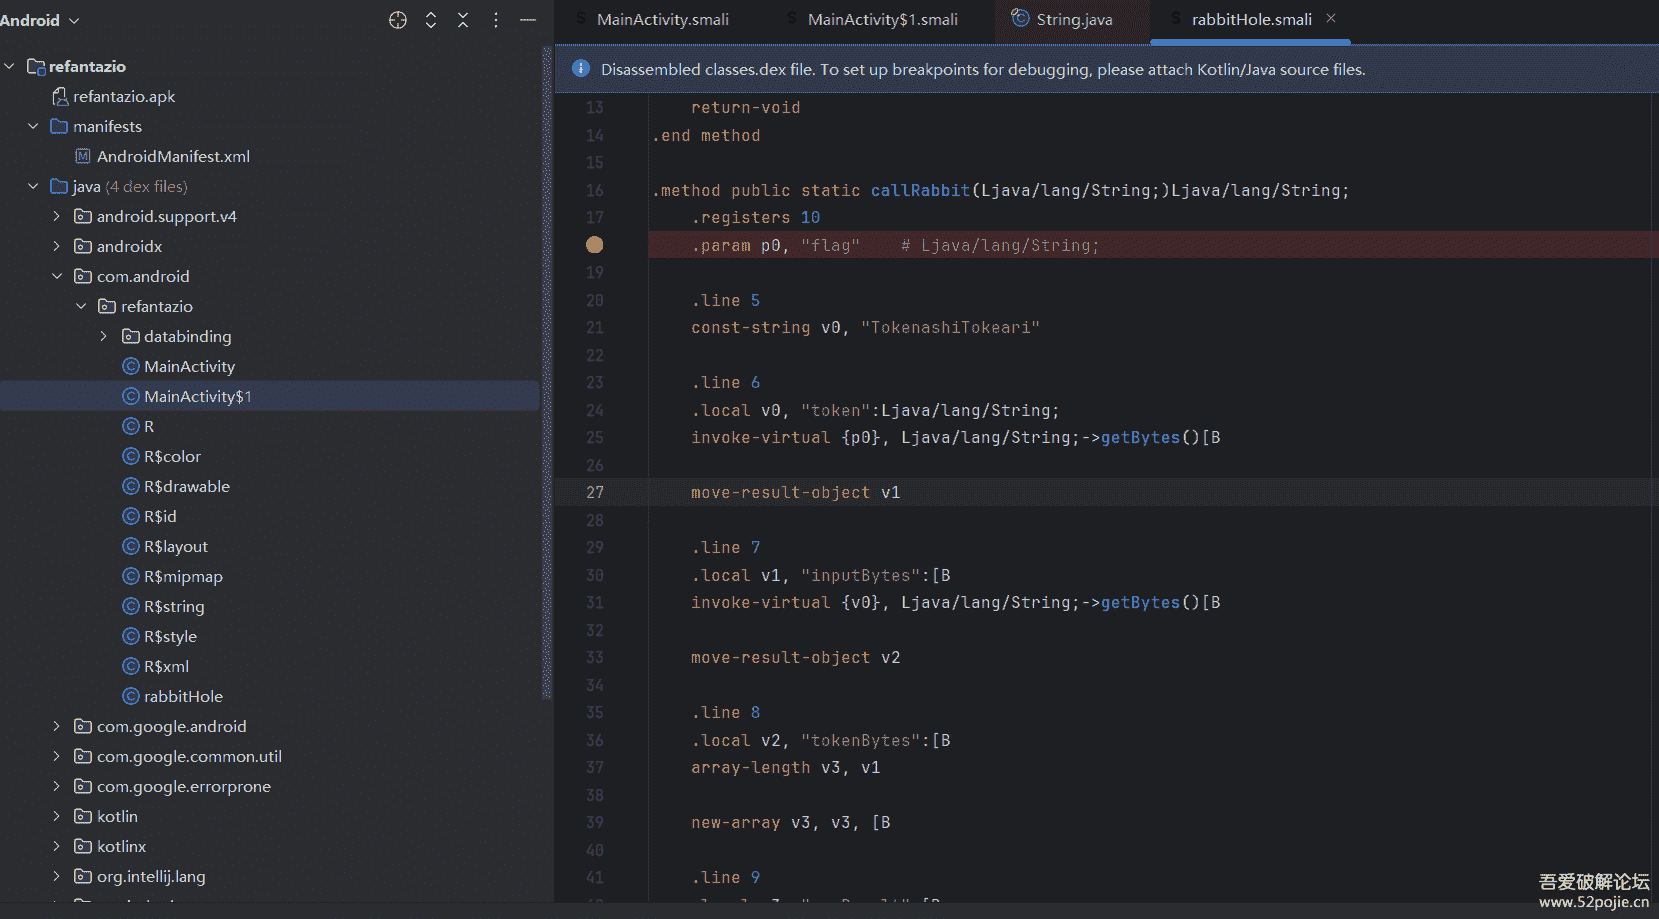 Android
refantazio
refantazio.apk
manifests
AndroidManifest.xml
java (4 dex files)
android.support.v4
androidx
com.android
refantazio
databinding
MainActivity
MainActivity$1
R
R$color
R$drawable
R$id
R$layout
R$mipmap
R$string
R$style
R$xml
rabbitHole
com.google.android
com.google.common.util
com.google.errorprone
kotlin
kotlinx
org.intellij.lang
MainActivity.smali
MainActivity$1.smali
String.java
rabbitHole.smali
Disassembled classes.dex file. To set up breakpoints for debugging, please attach Kotlin/Java source files.
13 return-void
14 .end method
15
16 .method public static callRabbit(Ljava/lang/String;)Ljava/lang/String;
17 .registers 10
.param p0, "flag" # Ljava/lang/String;
19
20 .line 5
21 const-string v0, "TokenashiTokeari"
22
23 .line 6
24 .local v0, "token":Ljava/lang/String;
25 invoke-virtual {p0}, Ljava/lang/String;->getBytes()[B
26
27 move-result-object v1
28
29 .line 7
30 .local v1, "inputBytes":[B
31 invoke-virtual {v0}, Ljava/lang/String;->getBytes()[B
32
33 move-result-object v2
34
35 .line 8
36 .local v2, "tokenBytes":[B
37 array-length v3, v1
38
39 new-array v3, v3, [B
40
41 .line 9
吾爱破解论坛
www.52pojie.cn